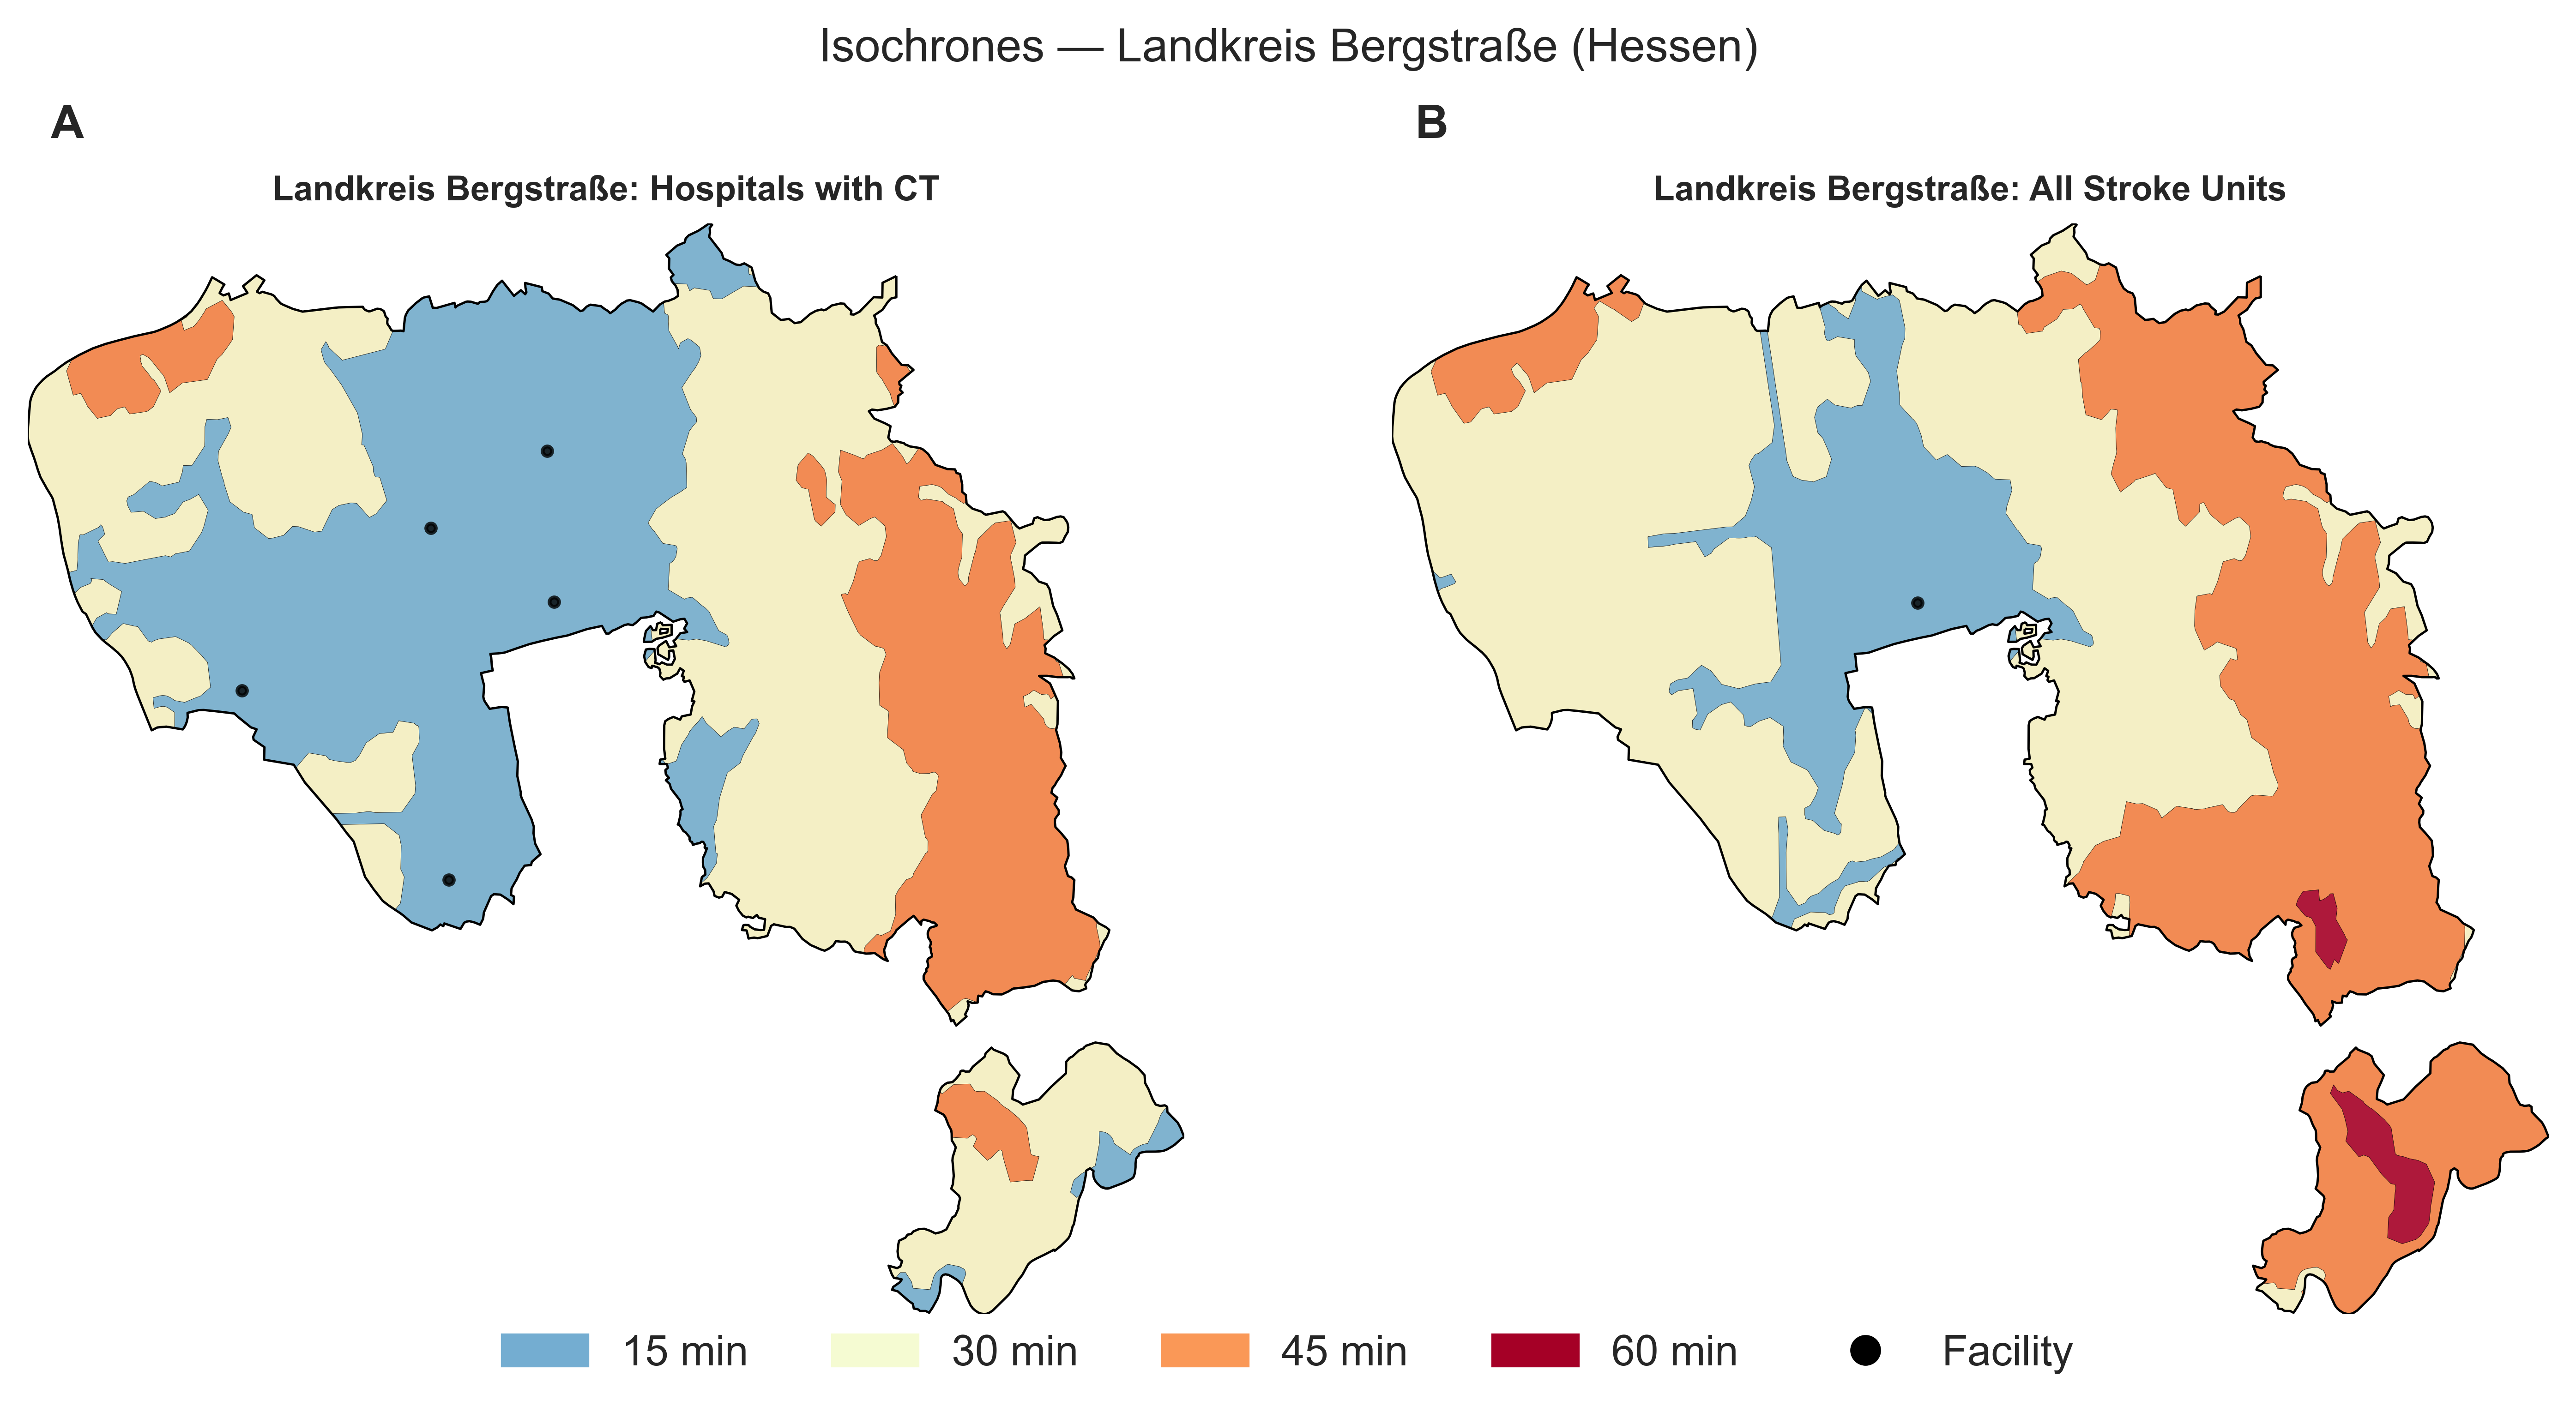 Isochrones — Landkreis Bergstraße (Hessen)
A
B
Landkreis Bergstraße: Hospitals with CT
Landkreis Bergstraße: All Stroke Units
15 min
30 min
45 min
60 min
Facility